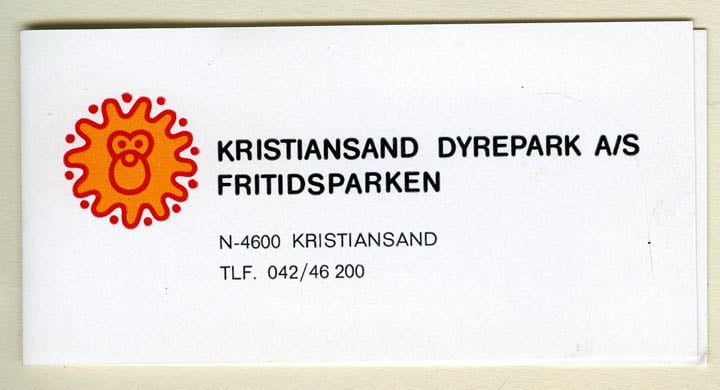 KRISTIANSAND DYREPARK A/S
FRITIDSPARKEN
N-4600 KRISTIANSAND
TLF. 042/46 200